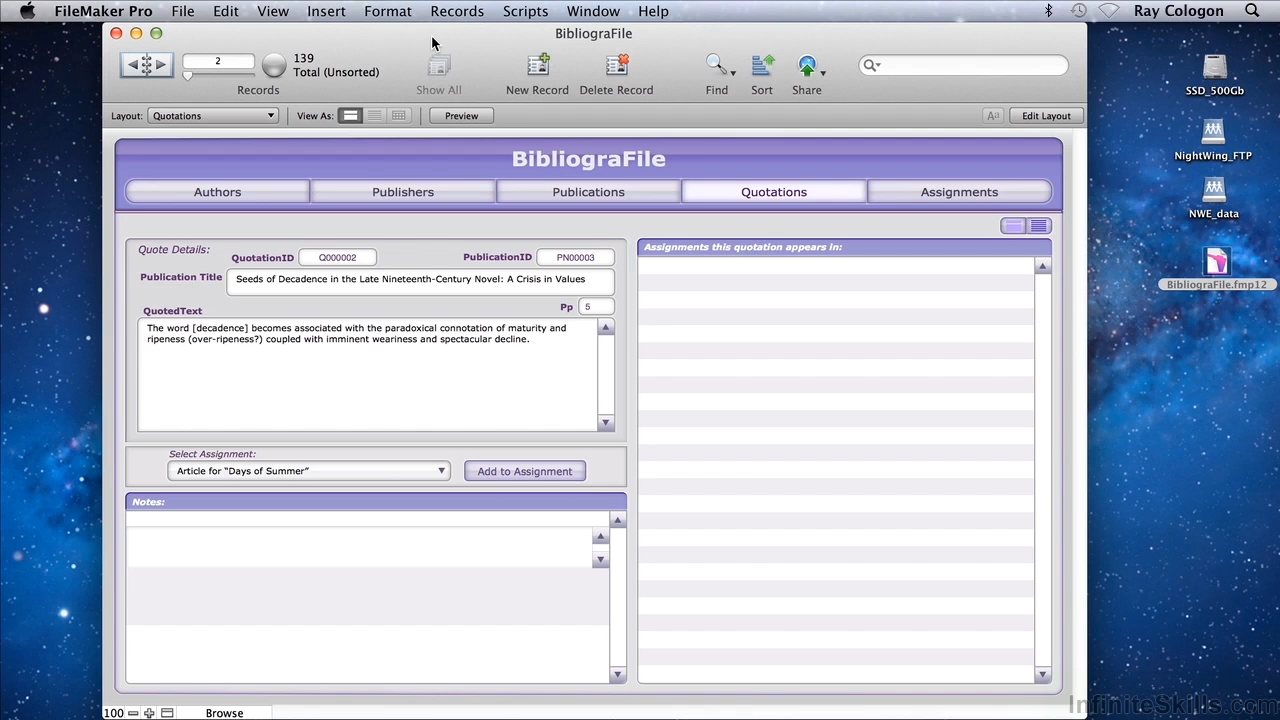 FileMaker Pro File Edit View Insert Format Records Scripts Window Help Ray Cologon
BibliograFile
2
139
Total (Unsorted)
Records Show All New Record Delete Record Find Sort Share
Layout: Quotations View As: Preview Aa Edit Layout
SSD_500Gb
NightWing_FTP
NWE_data
BibliograFile.fmp12
BibliograFile
Authors Publishers Publications Quotations Assignments
Quote Details:
QuotationID Q000002 PublicationID PN00003
Publication Title Seeds of Decadence in the Late Nineteenth-Century Novel: A Crisis in Values
Pp 5
QuotedText
The word [decadence] becomes associated with the paradoxical connotation of maturity and
ripeness (over-ripeness?) coupled with imminent weariness and spectacular decline.
Select Assignment:
Article for “Days of Summer” Add to Assignment
Notes:
Assignments this quotation appears in:
100 Browse
InfiniteSkills.com